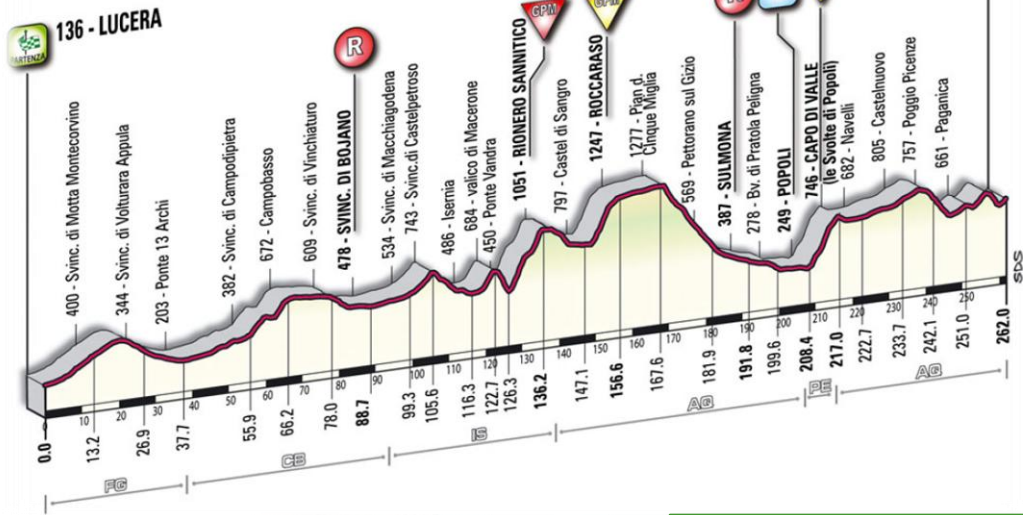 136 - LUCERA
PARTENZA
R
GPM
GPM
400 - Svinc. di Motta Montecorvino
344 - Svinc. di Volturara Appula
203 - Ponte 13 Archi
382 - Svinc. di Campodipietra
672 - Campobasso
609 - Svinc. di Vinchiaturo
478 - SVINC. DI BOJANO
534 - Svinc. di Macchiagodena
743 - Svinc.di Castelpetroso
486 - Isernia
684 - valico di Macerone
450 - Ponte Vandra
1051 - RIONERO SANNITICO
797 - Castel di Sangro
1247 - ROCCARASO
1277 - Pian d.
Cinque Miglia
569 - Pettorano sul Gizio
387 - SULMONA
278 - Bv. di Pratola Peligna
249 - POPOLI
746 - CAPO DI VALLE
(le Svolte di Popoli)
682 - Navelli
805 - Castelnuovo
757 - Poggio Picenze
661 - Paganica
SDS
0 10 20 30 40 50 60 70 80 90 100 110 120 130 140 150 160 170 180 190 200 210 220 230 240 250
0.0 13.2 26.9 37.7 55.9 66.2 78.0 88.7 99.3 105.6 116.3 122.7 126.3 136.2 147.1 156.6 167.6 181.9 191.8 199.6 208.4 217.0 222.7 233.7 242.1 251.0 262.0
FG CB IS AQ PE AQ